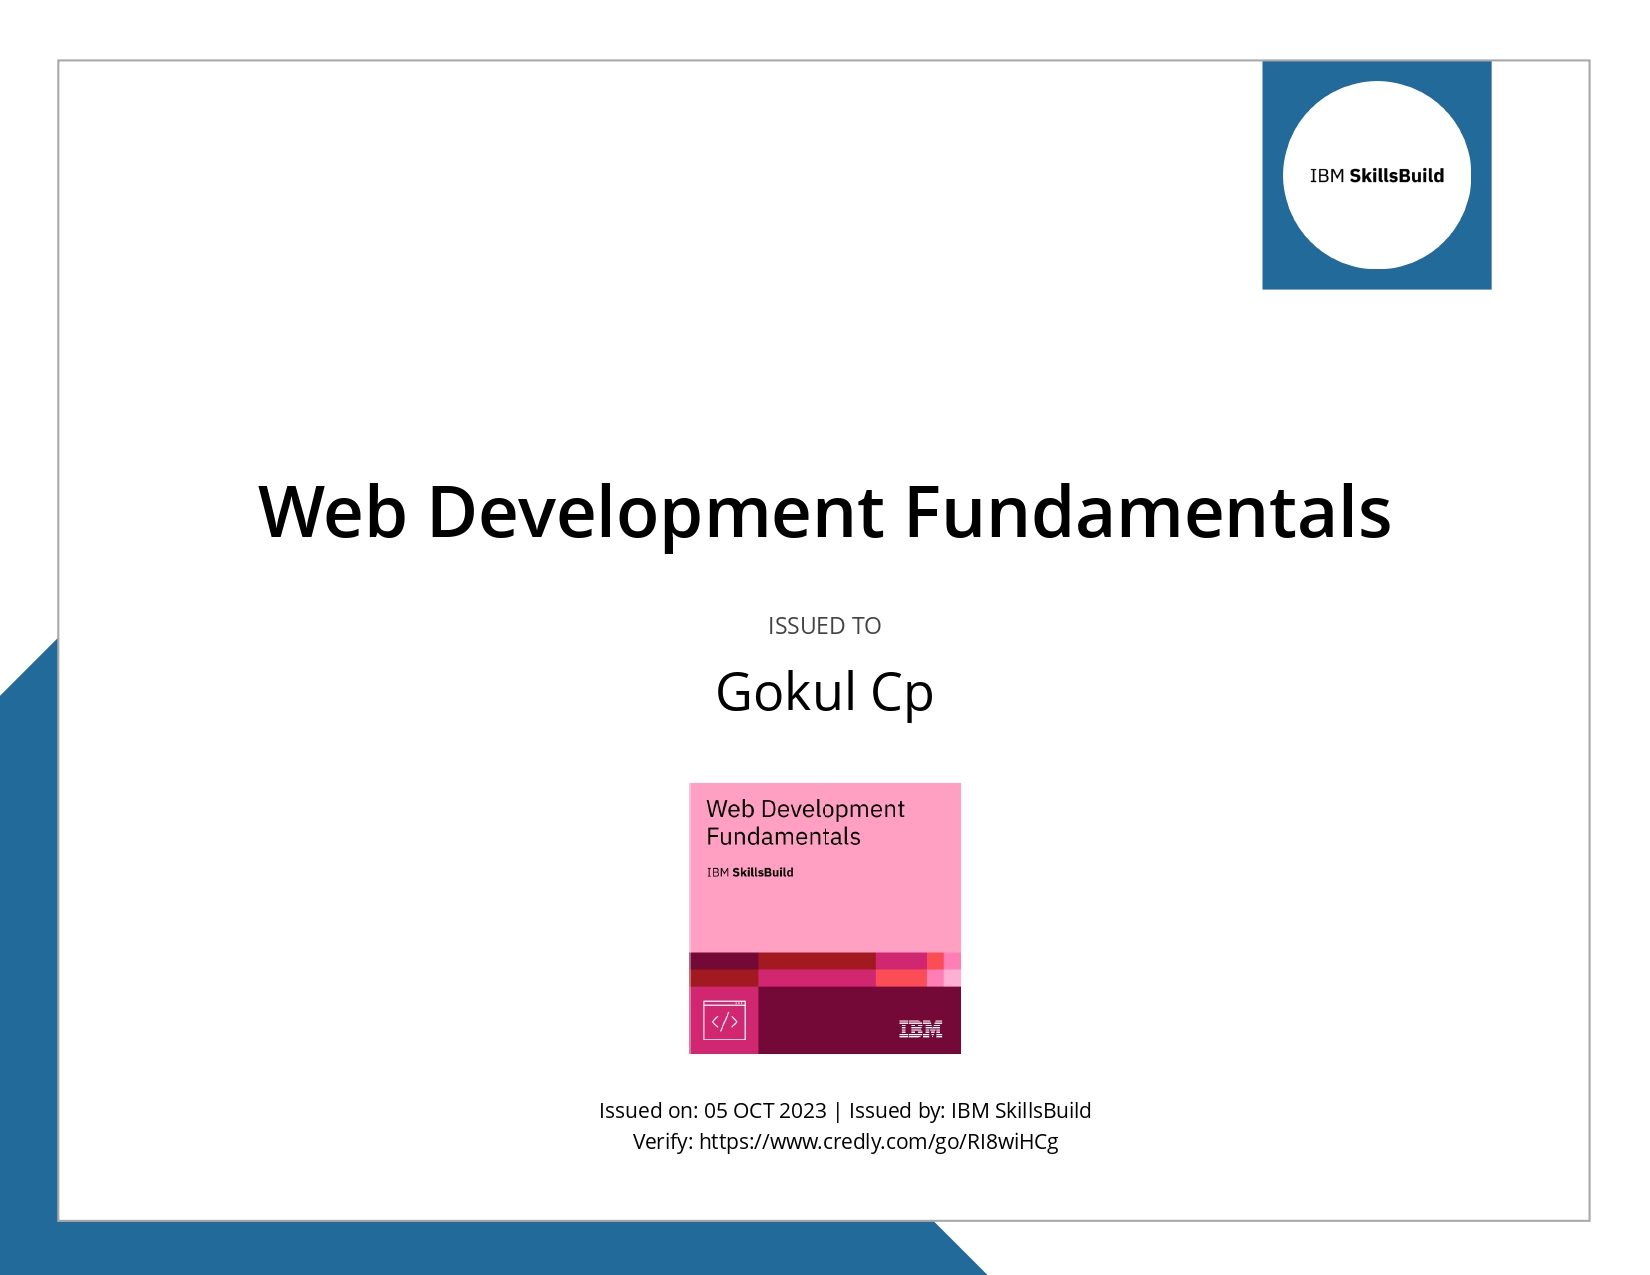 IBM SkillsBuild
Web Development Fundamentals
ISSUED TO
Gokul Cp
Web Development
Fundamentals
IBM SkillsBuild
</>
IBM
Issued on: 05 OCT 2023 | Issued by: IBM SkillsBuild
Verify: https://www.credly.com/go/RI8wiHCg